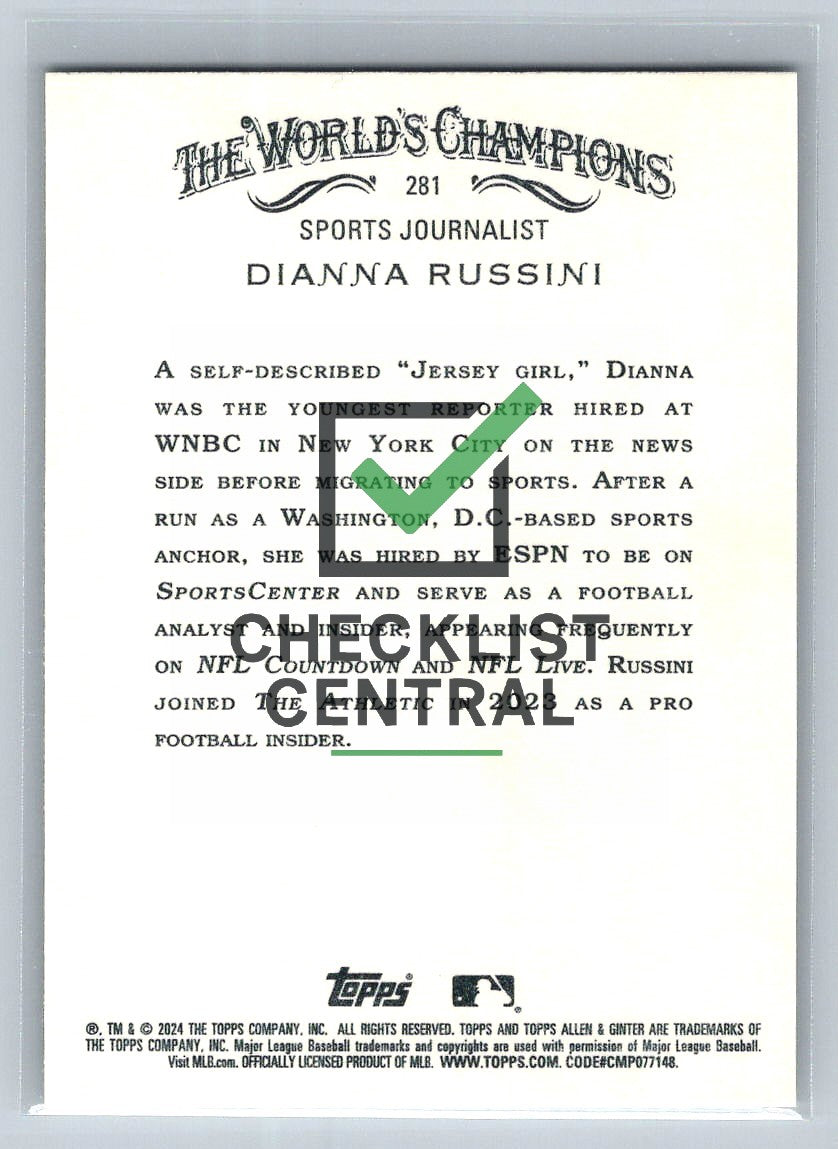 THE WORLD'S CHAMPIONS
281
SPORTS JOURNALIST
DIANNA RUSSINI
A SELF-DESCRIBED “JERSEY GIRL,” DIANNA
WAS THE YOUNGEST REPORTER HIRED AT
WNBC IN NEW YORK CITY ON THE NEWS
SIDE BEFORE MIGRATING TO SPORTS. AFTER A
RUN AS A WASHINGTON, D.C.-BASED SPORTS
ANCHOR, SHE WAS HIRED BY ESPN TO BE ON
SPORTSCENTER AND SERVE AS A FOOTBALL
ANALYST AND INSIDER, APPEARING FREQUENTLY
ON NFL COUNTDOWN AND NFL LIVE. RUSSINI
JOINED THE ATHLETIC IN 2023 AS A PRO
FOOTBALL INSIDER.
CHECKLIST
CENTRAL
Topps®
®, TM & © 2024 THE TOPPS COMPANY, INC. ALL RIGHTS RESERVED. TOPPS AND TOPPS ALLEN & GINTER ARE TRADEMARKS OF
THE TOPPS COMPANY, INC. Major League Baseball trademarks and copyrights are used with permission of Major League Baseball.
Visit MLB.com. OFFICIALLY LICENSED PRODUCT OF MLB. WWW.TOPPS.COM. CODE#CMP077148.